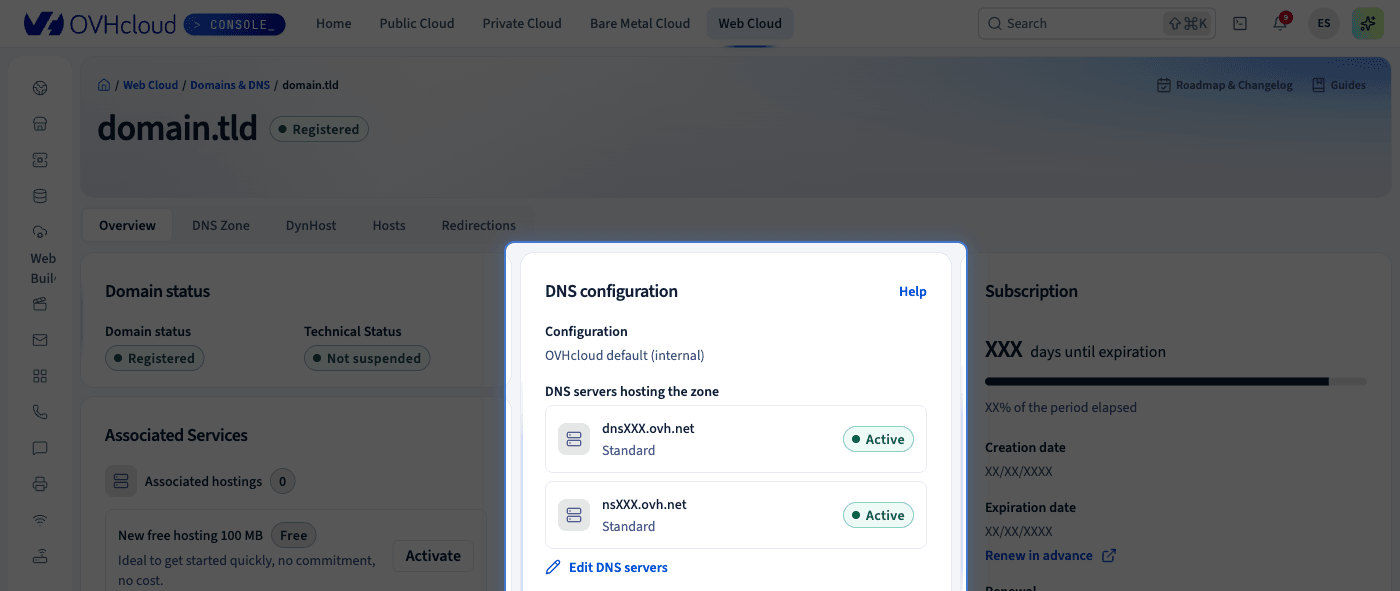 OVHcloud > CONSOLE_ Home Public Cloud Private Cloud Bare Metal Cloud Web Cloud Search ⇧⌘K 9 ES
/ Web Cloud / Domains & DNS / domain.tld Roadmap & Changelog Guides
domain.tld Registered
Overview DNS Zone DynHost Hosts Redirections
Web
Buil
Domain status
Domain status Technical Status
Registered Not suspended
Associated Services
Associated hostings 0
New free hosting 100 MB Free
Ideal to get started quickly, no commitment,
no cost.
Activate
DNS configuration Help
Configuration
OVHcloud default (internal)
DNS servers hosting the zone
dnsXXX.ovh.net
Standard
Active
nsXXX.ovh.net
Standard
Active
Edit DNS servers
Subscription
XXX days until expiration
XX% of the period elapsed
Creation date
XX/XX/XXXX
Expiration date
XX/XX/XXXX
Renew in advance